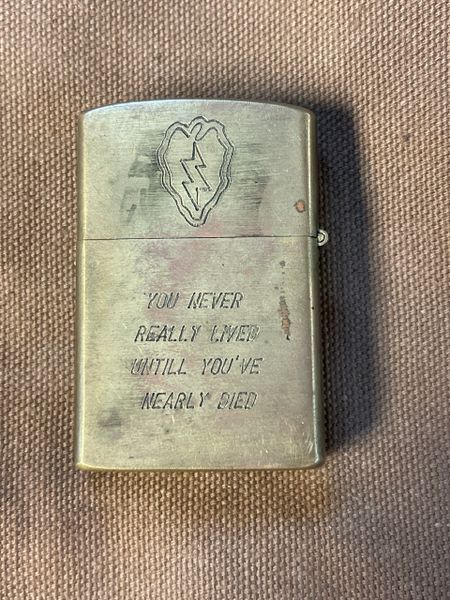 YOU NEVER
REALLY LIVED
UNTILL YOU'VE
NEARLY DIED